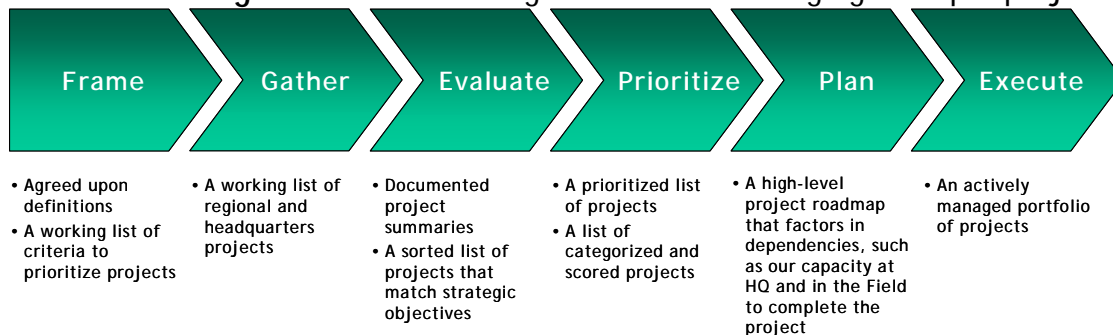 Frame
Gather
Evaluate
Prioritize
Plan
Execute
• Agreed upon
definitions
• A working list of
criteria to
prioritize projects
• A working list of
regional and
headquarters
projects
• Documented
project
summaries
• A sorted list of
projects that
match strategic
objectives
• A prioritized list
of projects
• A list of
categorized and
scored projects
• A high-level
project roadmap
that factors in
dependencies, such
as our capacity at
HQ and in the Field
to complete the
project
• An actively
managed portfolio
of projects